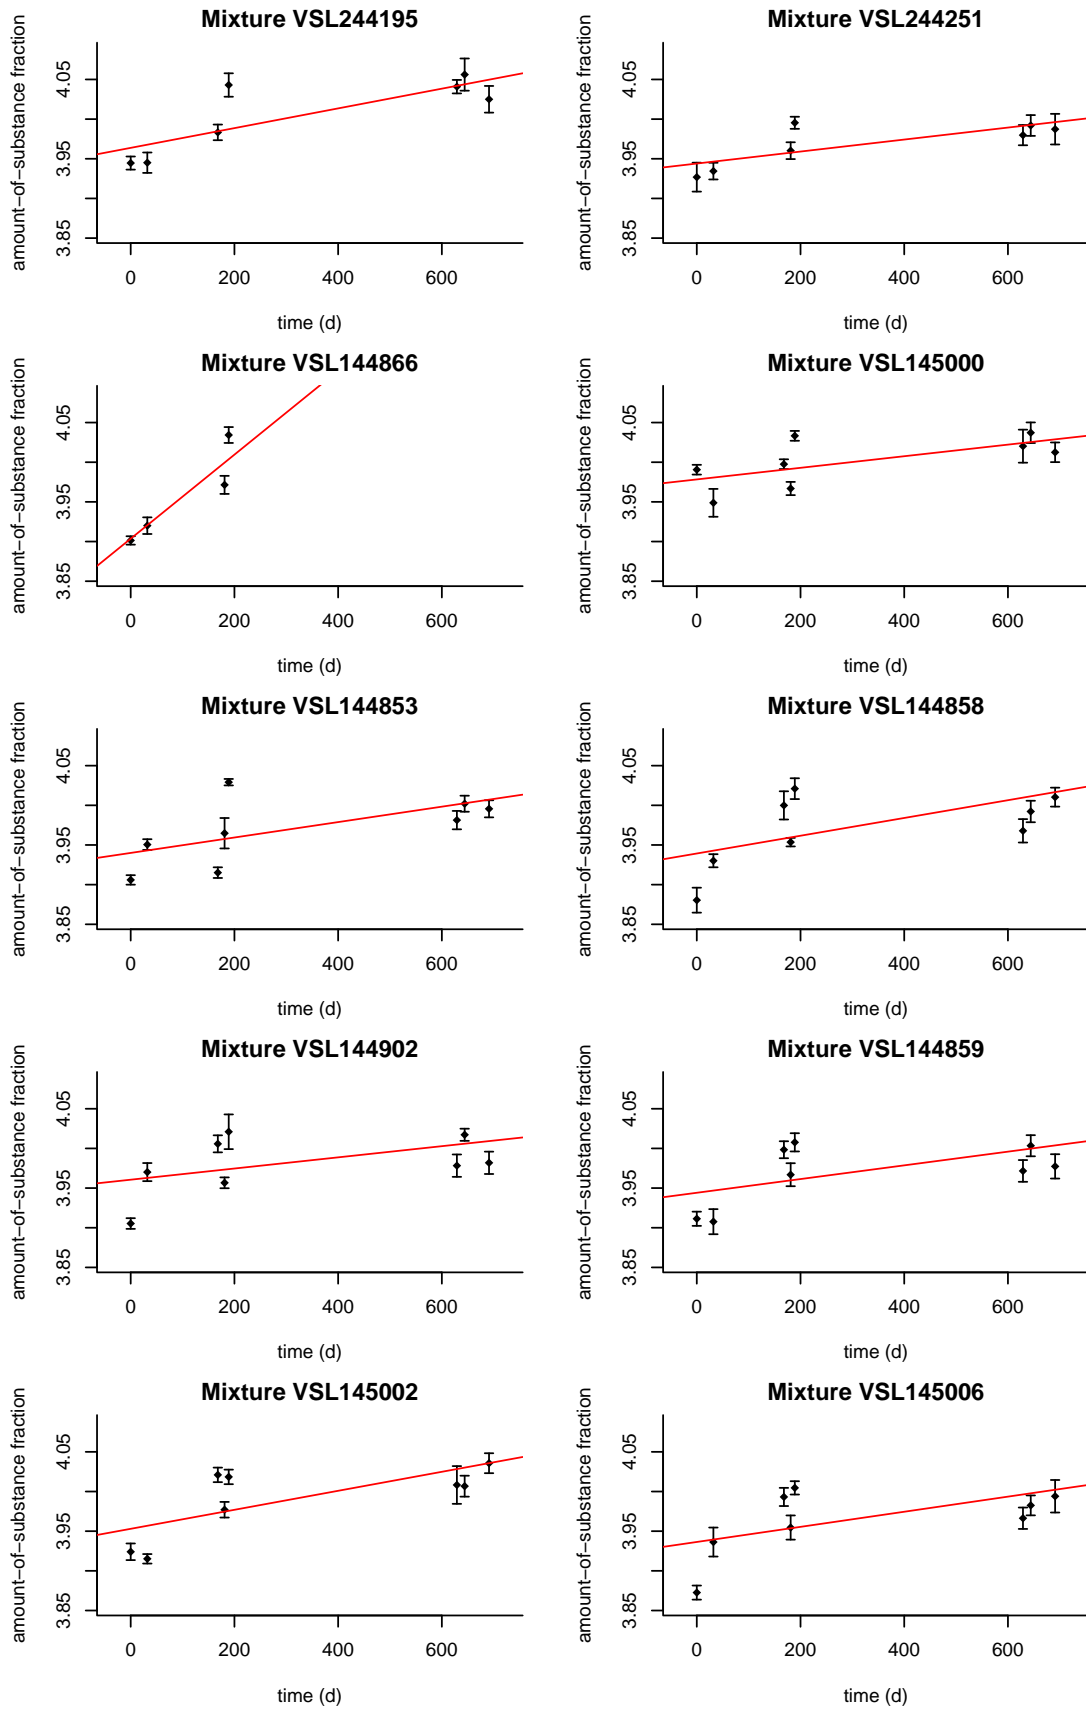 Mixture VSL244195
amount−of−substance fraction
3.85 3.95 4.05
0 200 400 600
time (d)
Mixture VSL244251
amount−of−substance fraction
3.85 3.95 4.05
0 200 400 600
time (d)
Mixture VSL144866
amount−of−substance fraction
3.85 3.95 4.05
0 200 400 600
time (d)
Mixture VSL145000
amount−of−substance fraction
3.85 3.95 4.05
0 200 400 600
time (d)
Mixture VSL144853
amount−of−substance fraction
3.85 3.95 4.05
0 200 400 600
time (d)
Mixture VSL144858
amount−of−substance fraction
3.85 3.95 4.05
0 200 400 600
time (d)
Mixture VSL144902
amount−of−substance fraction
3.85 3.95 4.05
0 200 400 600
time (d)
Mixture VSL144859
amount−of−substance fraction
3.85 3.95 4.05
0 200 400 600
time (d)
Mixture VSL145002
amount−of−substance fraction
3.85 3.95 4.05
0 200 400 600
time (d)
Mixture VSL145006
amount−of−substance fraction
3.85 3.95 4.05
0 200 400 600
time (d)